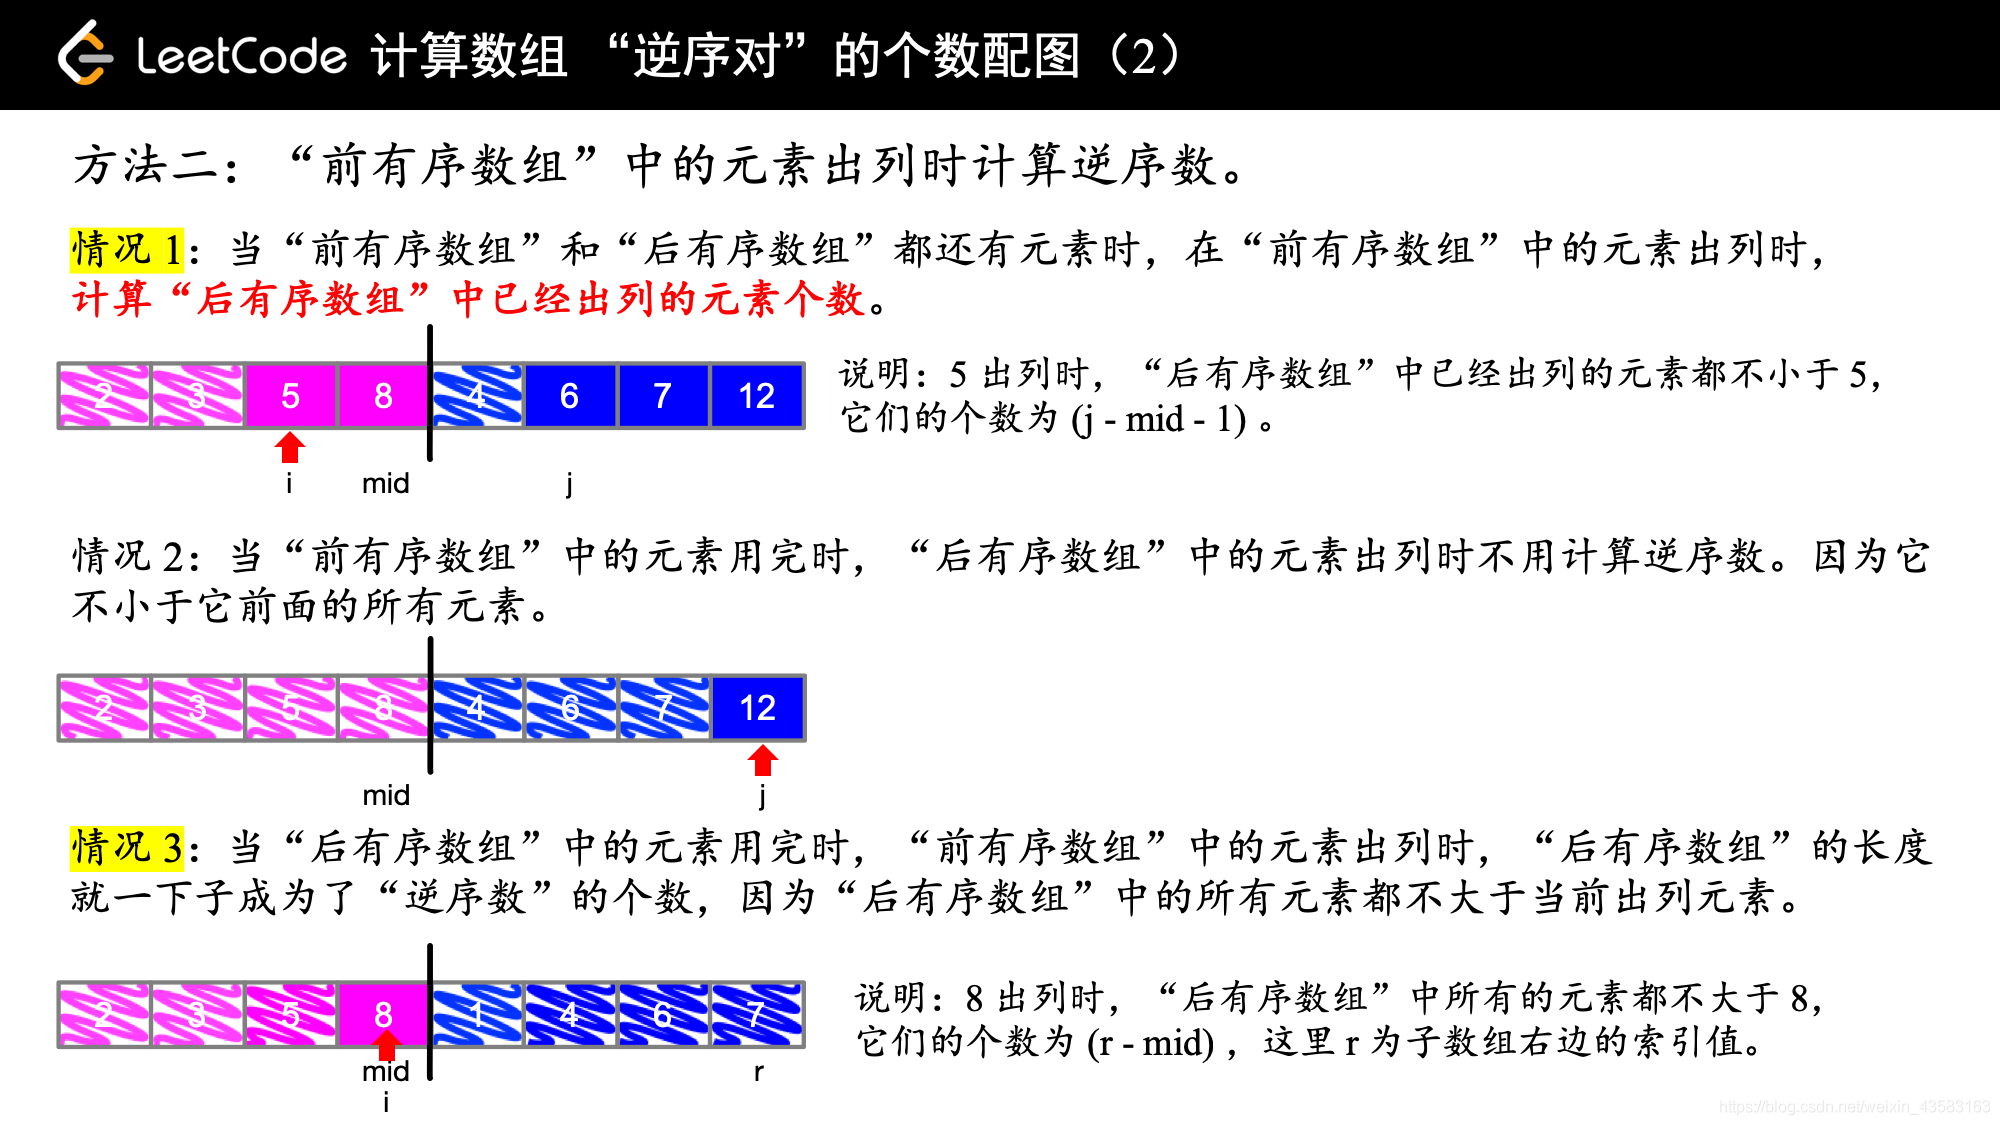 LeetCode 计算数组 “逆序对”的个数配图（2）
方法二：“前有序数组”中的元素出列时计算逆序数。
情况 1：当“前有序数组”和“后有序数组”都还有元素时，在“前有序数组”中的元素出列时，
计算“后有序数组”中已经出列的元素个数。
2 3 5 8 4 6 7 12
i mid j
说明：5 出列时，“后有序数组”中已经出列的元素都不小于 5，
它们的个数为 (j - mid - 1) 。
情况 2：当“前有序数组”中的元素用完时，“后有序数组”中的元素出列时不用计算逆序数。因为它
不小于它前面的所有元素。
2 3 5 8 4 6 7 12
mid j
情况 3：当“后有序数组”中的元素用完时，“前有序数组”中的元素出列时，“后有序数组”的长度
就一下子成为了“逆序数”的个数，因为“后有序数组”中的所有元素都不大于当前出列元素。
2 3 5 8 1 4 6 7
mid r
i
说明：8 出列时，“后有序数组”中所有的元素都不大于 8，
它们的个数为 (r - mid) ，这里 r 为子数组右边的索引值。
https://blog.csdn.net/weixin_43583163